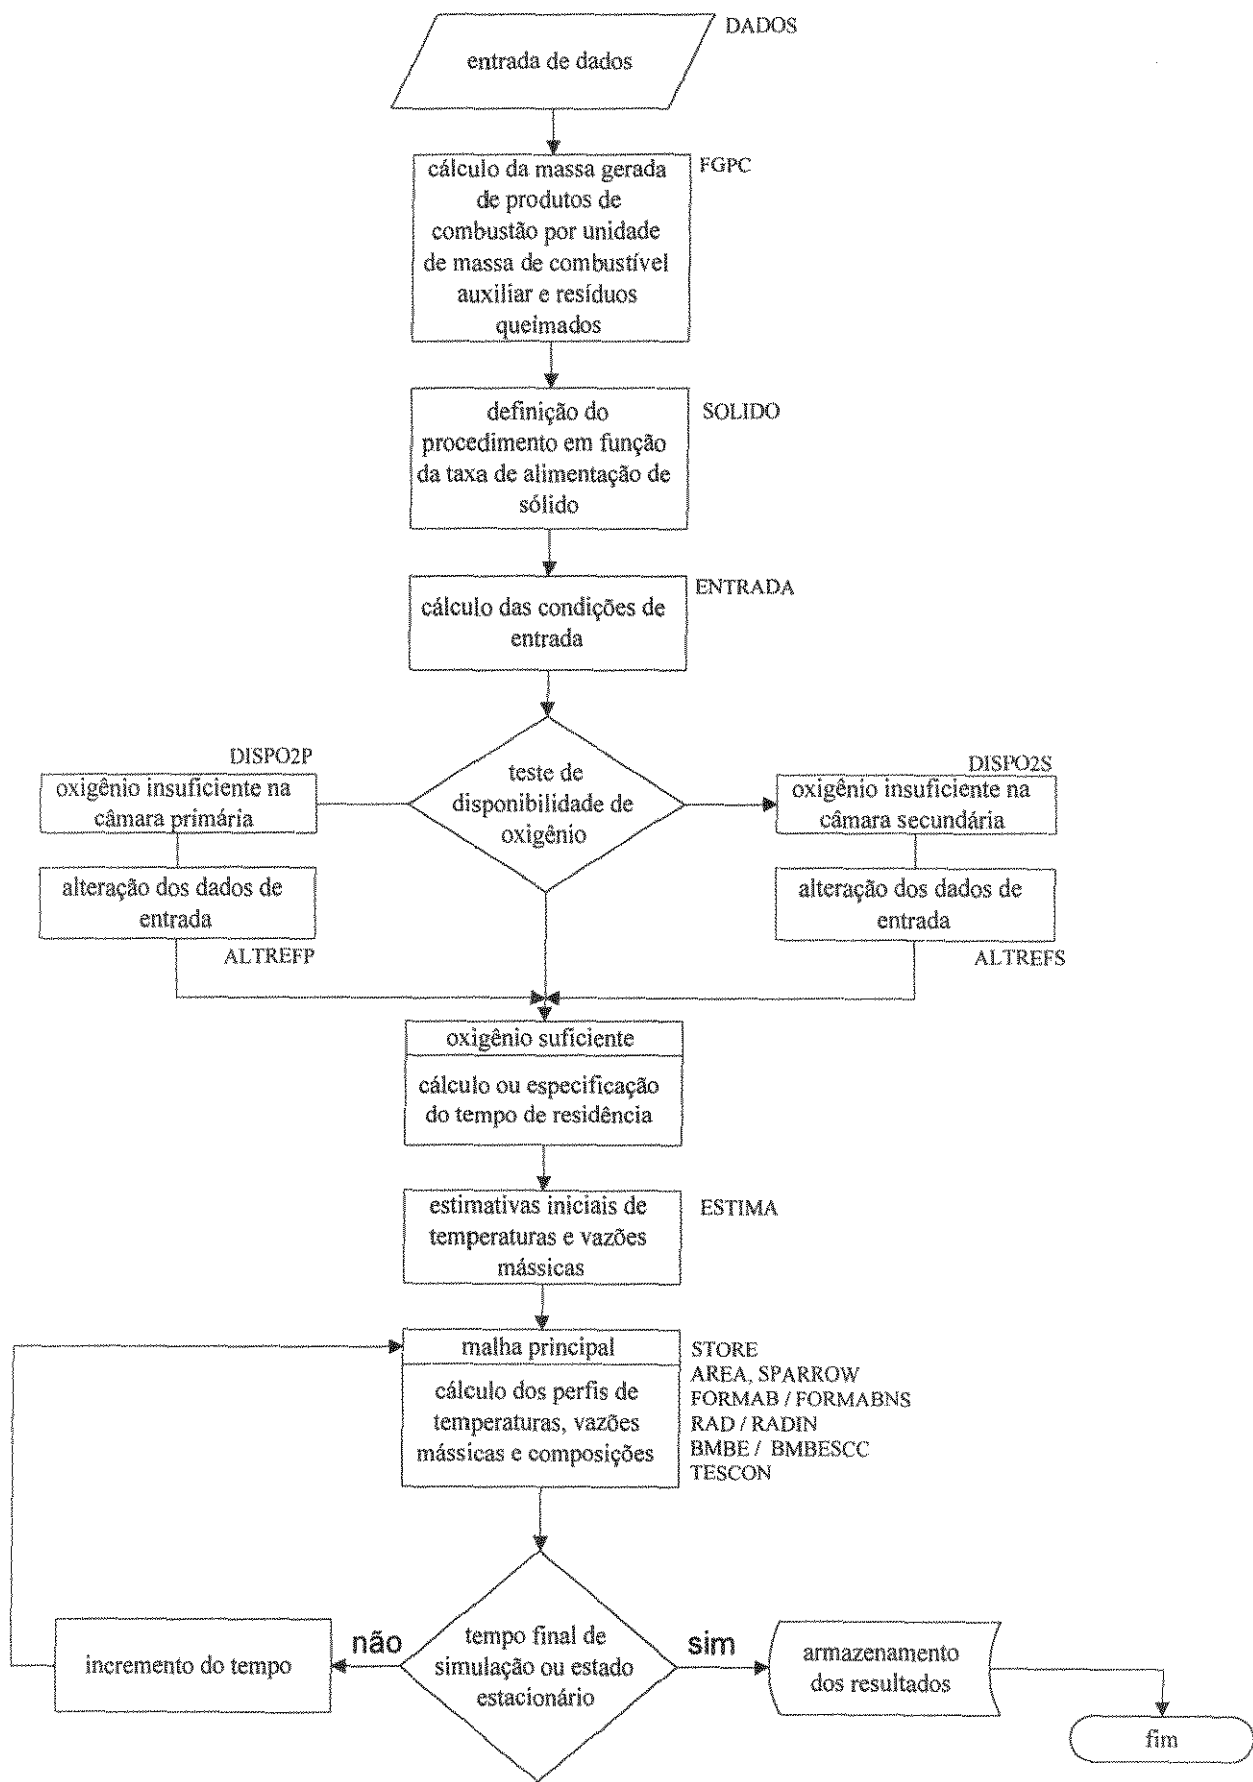 DADOS
entrada de dados
FGPC
cálculo da massa gerada
de produtos de
combustão por unidade
de massa de combustível
auxiliar e resíduos
queimados
SOLIDO
definição do
procedimento em função
da taxa de alimentação de
sólido
ENTRADA
cálculo das condições de
entrada
DISPO2P
oxigênio insuficiente na
câmara primária
alteração dos dados de
entrada
ALTREFP
teste de
disponibilidade de
oxigênio
DISPO2S
oxigênio insuficiente na
câmara secundária
alteração dos dados de
entrada
ALTREFS
oxigênio suficiente
cálculo ou especificação
do tempo de residência
estimativas iniciais de
temperaturas e vazões
mássicas
ESTIMA
malha principal
cálculo dos perfis de
temperaturas, vazões
mássicas e composições
STORE
AREA, SPARROW
FORMAB / FORMABNS
RAD / RADIN
BMBE / BMBESCC
TESCON
incremento do tempo
não
tempo final de
simulação ou estado
estacionário
sim
armazenamento
dos resultados
fim